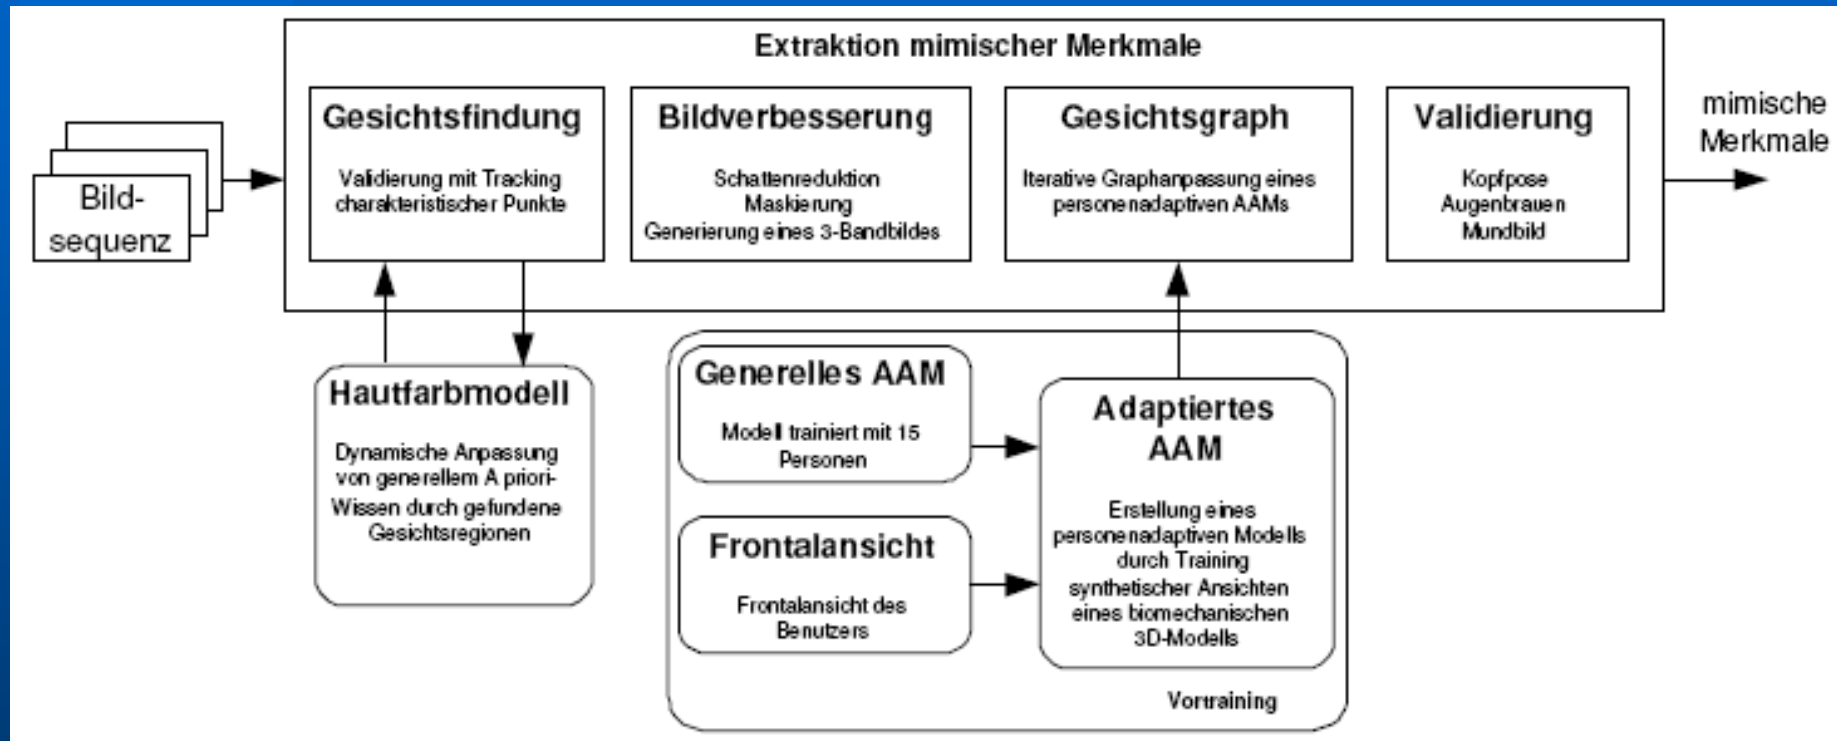 Extraktion mimischer Merkmale
Bild-
sequenz
Gesichtsfindung
Validierung mit Tracking
charakteristischer Punkte
Bildverbesserung
Schattenreduktion
Maskierung
Generierung eines 3-Bandbildes
Gesichtsgraph
Iterative Graphanpassung eines
personenadaptiven AAMs
Validierung
Kopfpose
Augenbrauen
Mundbild
mimische
Merkmale
Hautfarbmodell
Dynamische Anpassung
von generellem A priori-
Wissen durch gefundene
Gesichtsregionen
Generelles AAM
Modell trainiert mit 15
Personen
Frontalansicht
Frontalansicht des
Benutzers
Adaptiertes
AAM
Erstellung eines
personenadaptiven Modells
durch Training
synthetischer Ansichten
eines biomechanischen
3D-Modells
Vortraining